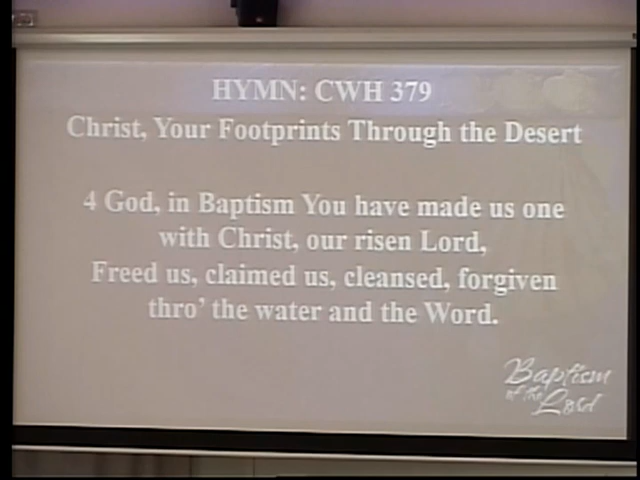 HYMN: CWH 379
Christ, Your Footprints Through the Desert
4 God, in Baptism You have made us one
with Christ, our risen Lord,
Freed us, claimed us, cleansed, forgiven
thro’ the water and the Word.
Baptism
of the
Lord